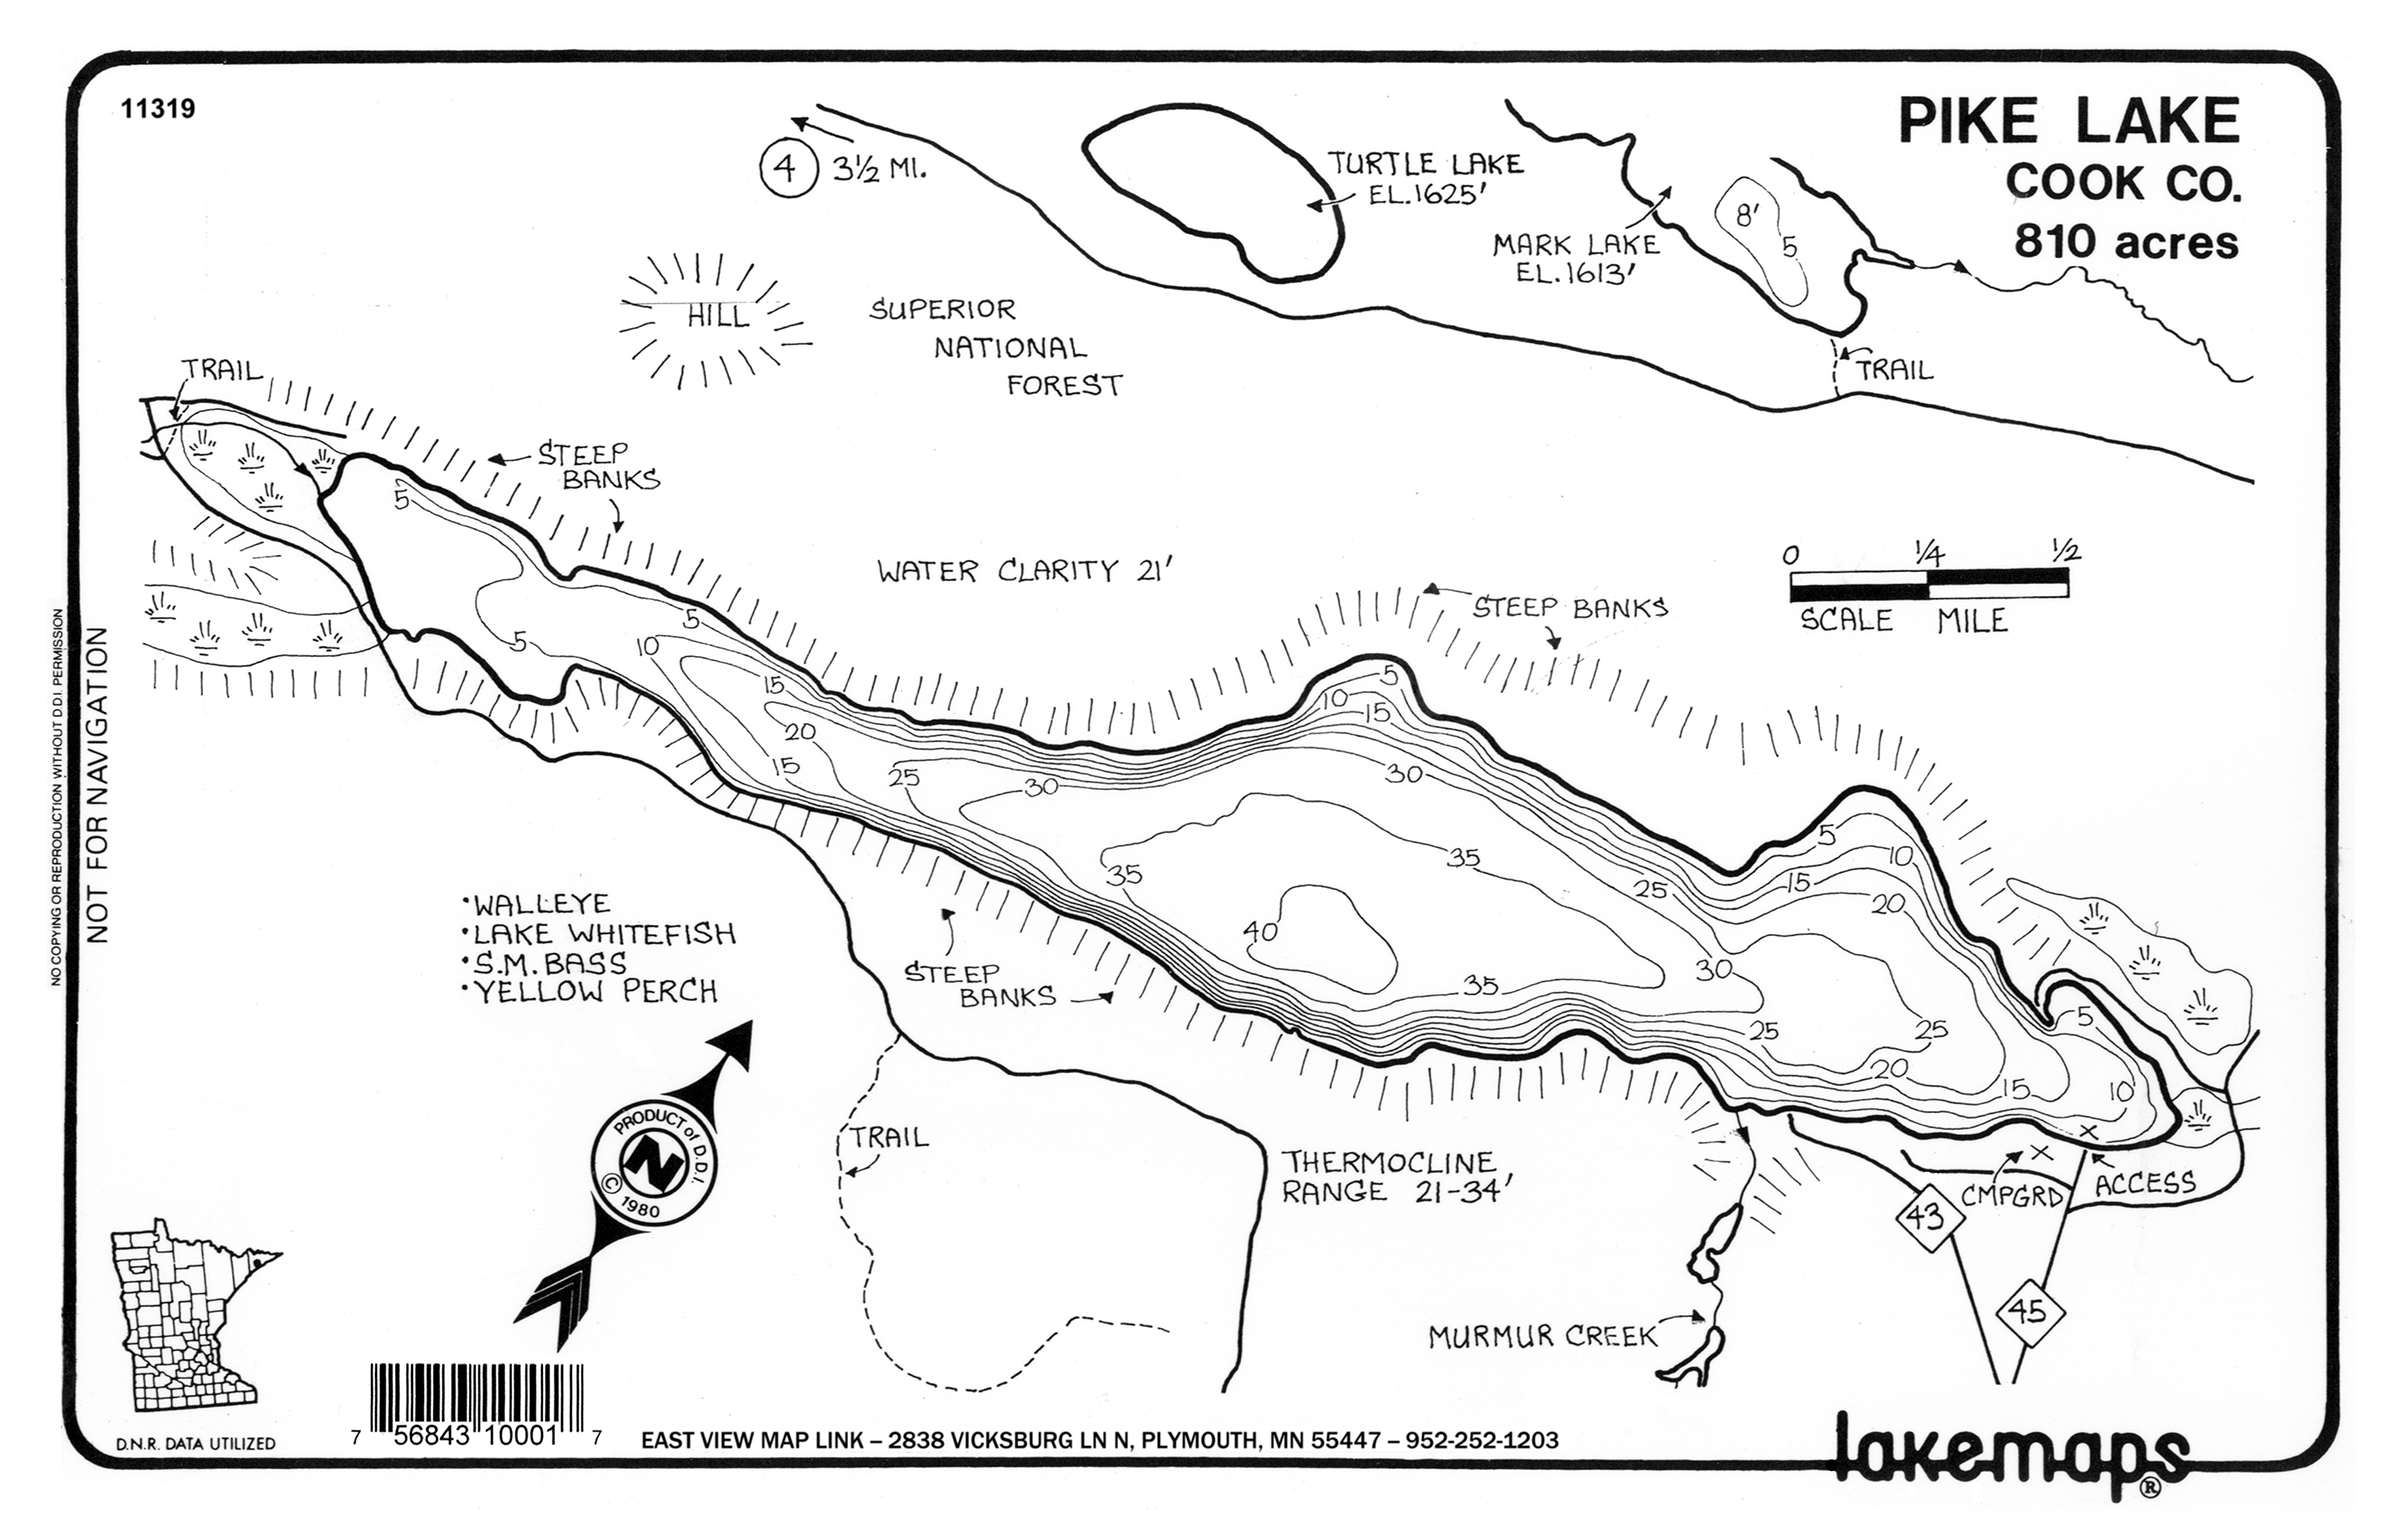 11319
PIKE LAKE
COOK CO.
810 acres
4
3½ MI.
TURTLE LAKE
EL.1625'
MARK LAKE
EL.1613'
8'
5
HILL
SUPERIOR
NATIONAL
FOREST
TRAIL
TRAIL
STEEP
BANKS
WATER CLARITY 21'
STEEP BANKS
0 1/4 1/2
SCALE MILE
5
5
5
10
15
20
15
25
30
5
10
15
30
35
35
40
35
25
30
5
10
15
20
25
25
20
15
5
10
STEEP
BANKS
•WALLEYE
•LAKE WHITEFISH
•S.M. BASS
•YELLOW PERCH
TRAIL
THERMOCLINE
RANGE 21-34'
CMPGRD
ACCESS
43
45
MURMUR CREEK
PRODUCT of D.D.I.
N
© 1980
NOT FOR NAVIGATION
NO COPYING OR REPRODUCTION WITHOUT D.D.I. PERMISSION
D.N.R. DATA UTILIZED
7 56843 10001 7
EAST VIEW MAP LINK – 2838 VICKSBURG LN N, PLYMOUTH, MN 55447 – 952-252-1203
lakemaps®